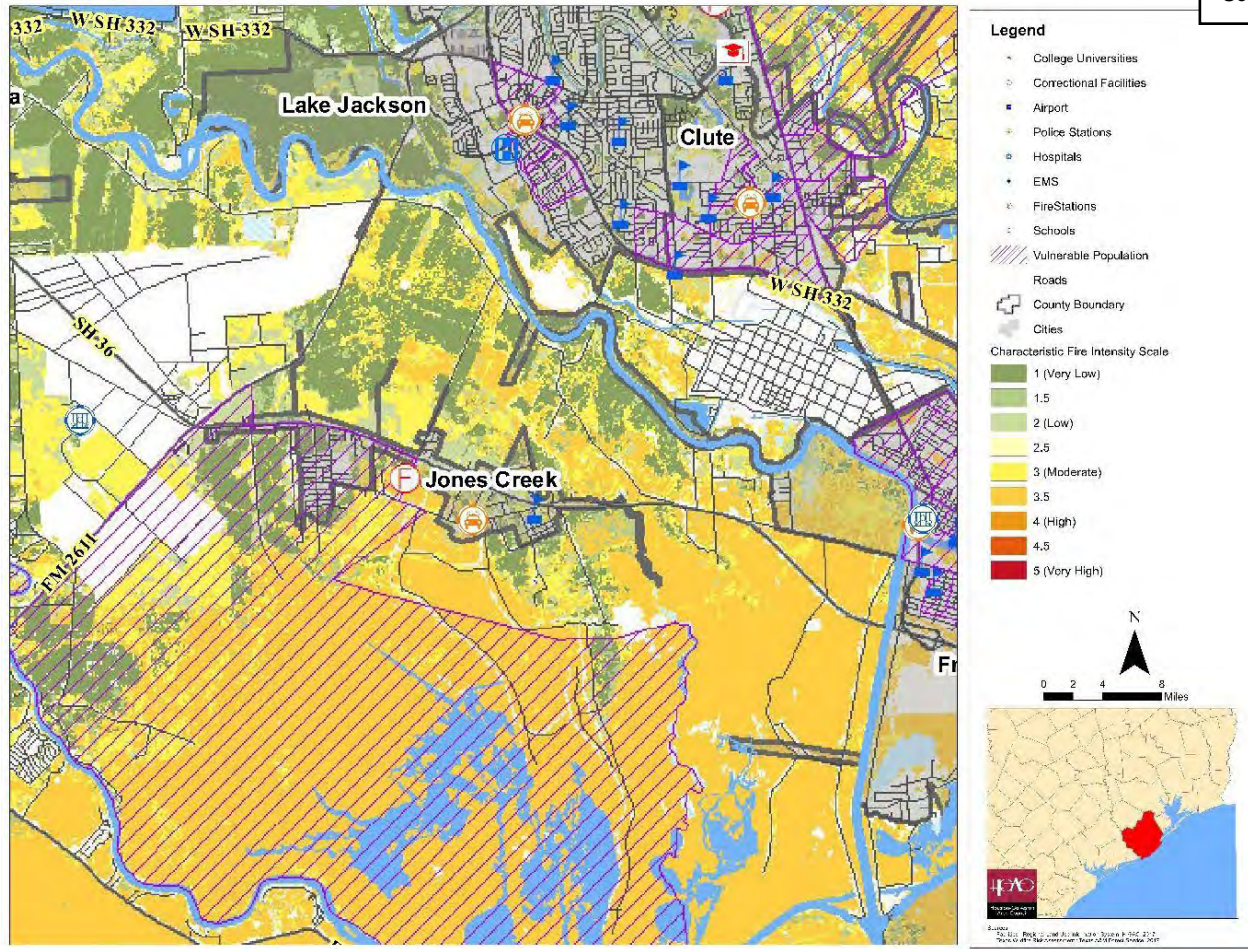 332
W SH-332
W SH-332
a
Lake Jackson
Clute
W SH-332
SH-36
Jones Creek
FM-2611
Fr
Legend
College Universities
Correctional Facilities
Airport
Police Stations
Hospitals
EMS
FireStations
Schools
Vulnerable Population
Roads
County Boundary
Cities
Characteristic Fire Intensity Scale
1 (Very Low)
1.5
2 (Low)
2.5
3 (Moderate)
3.5
4 (High)
4.5
5 (Very High)
N
0 2 4 8
Miles
F
H